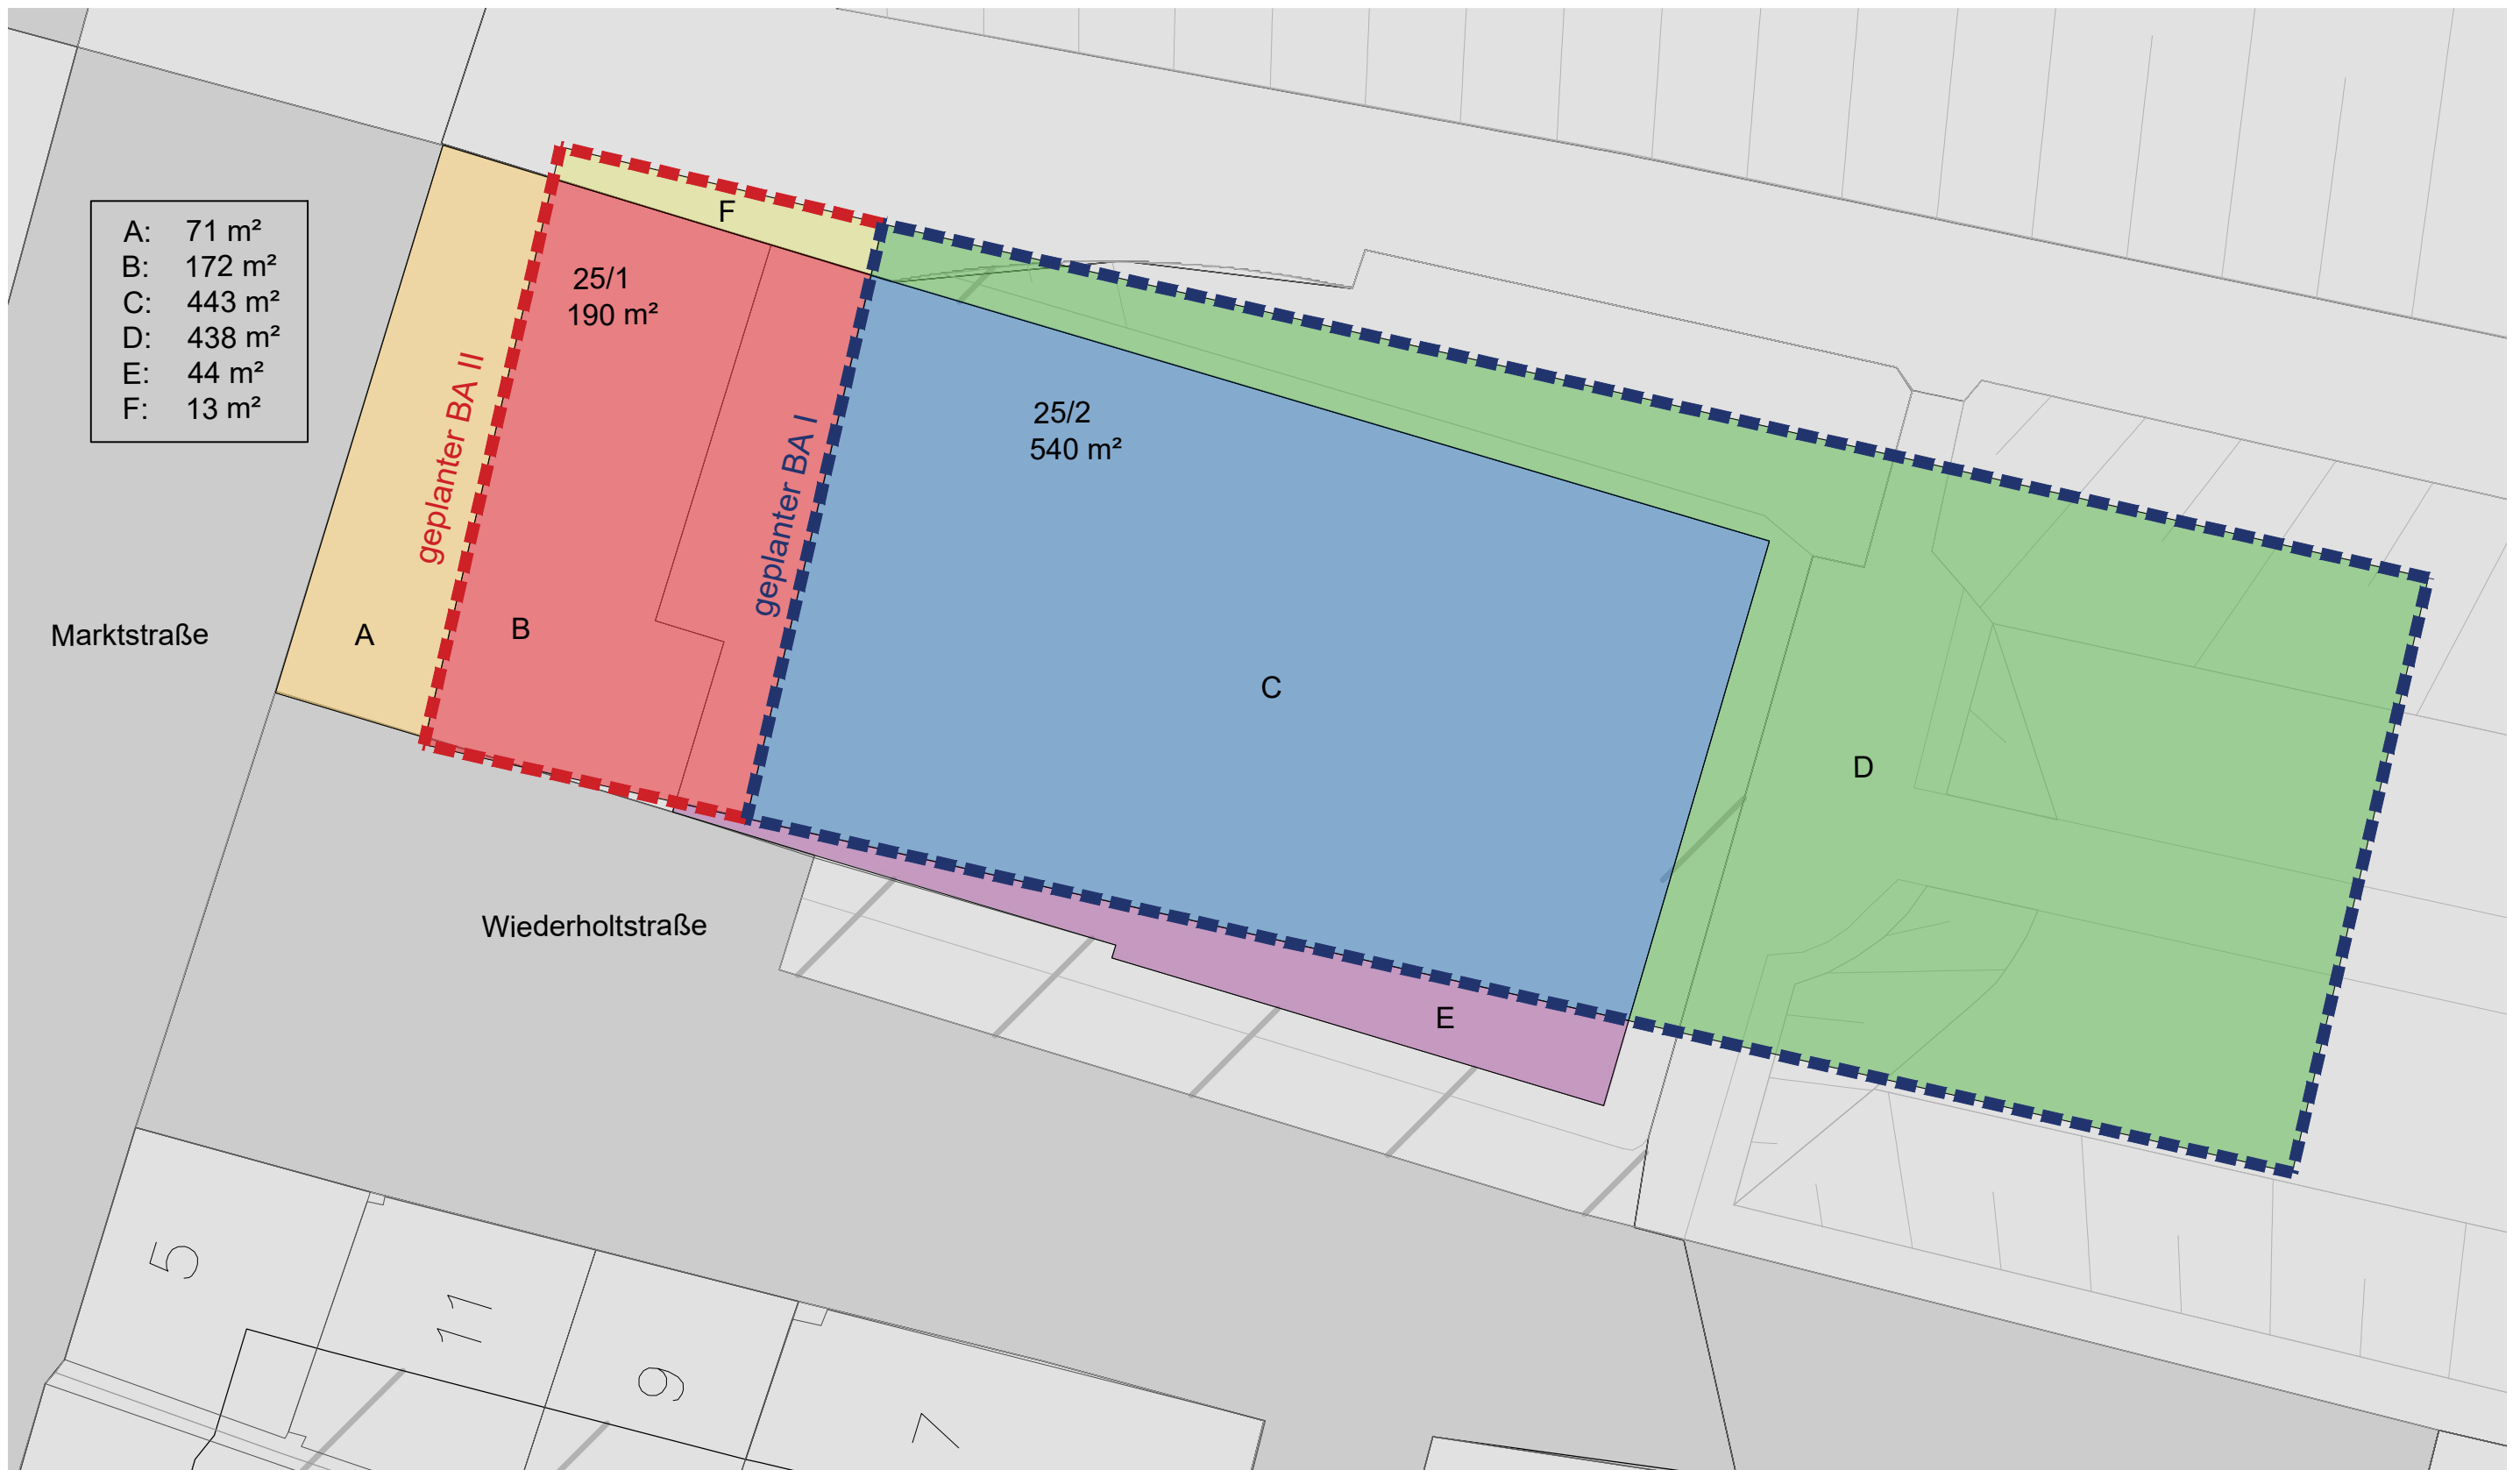 A: 71 m²
B: 172 m²
C: 443 m²
D: 438 m²
E: 44 m²
F: 13 m²
F
25/1
190 m²
geplanter BA II
geplanter BA I
25/2
540 m²
Marktstraße
A
B
C
D
Wiederholtstraße
E
5
11
9
7